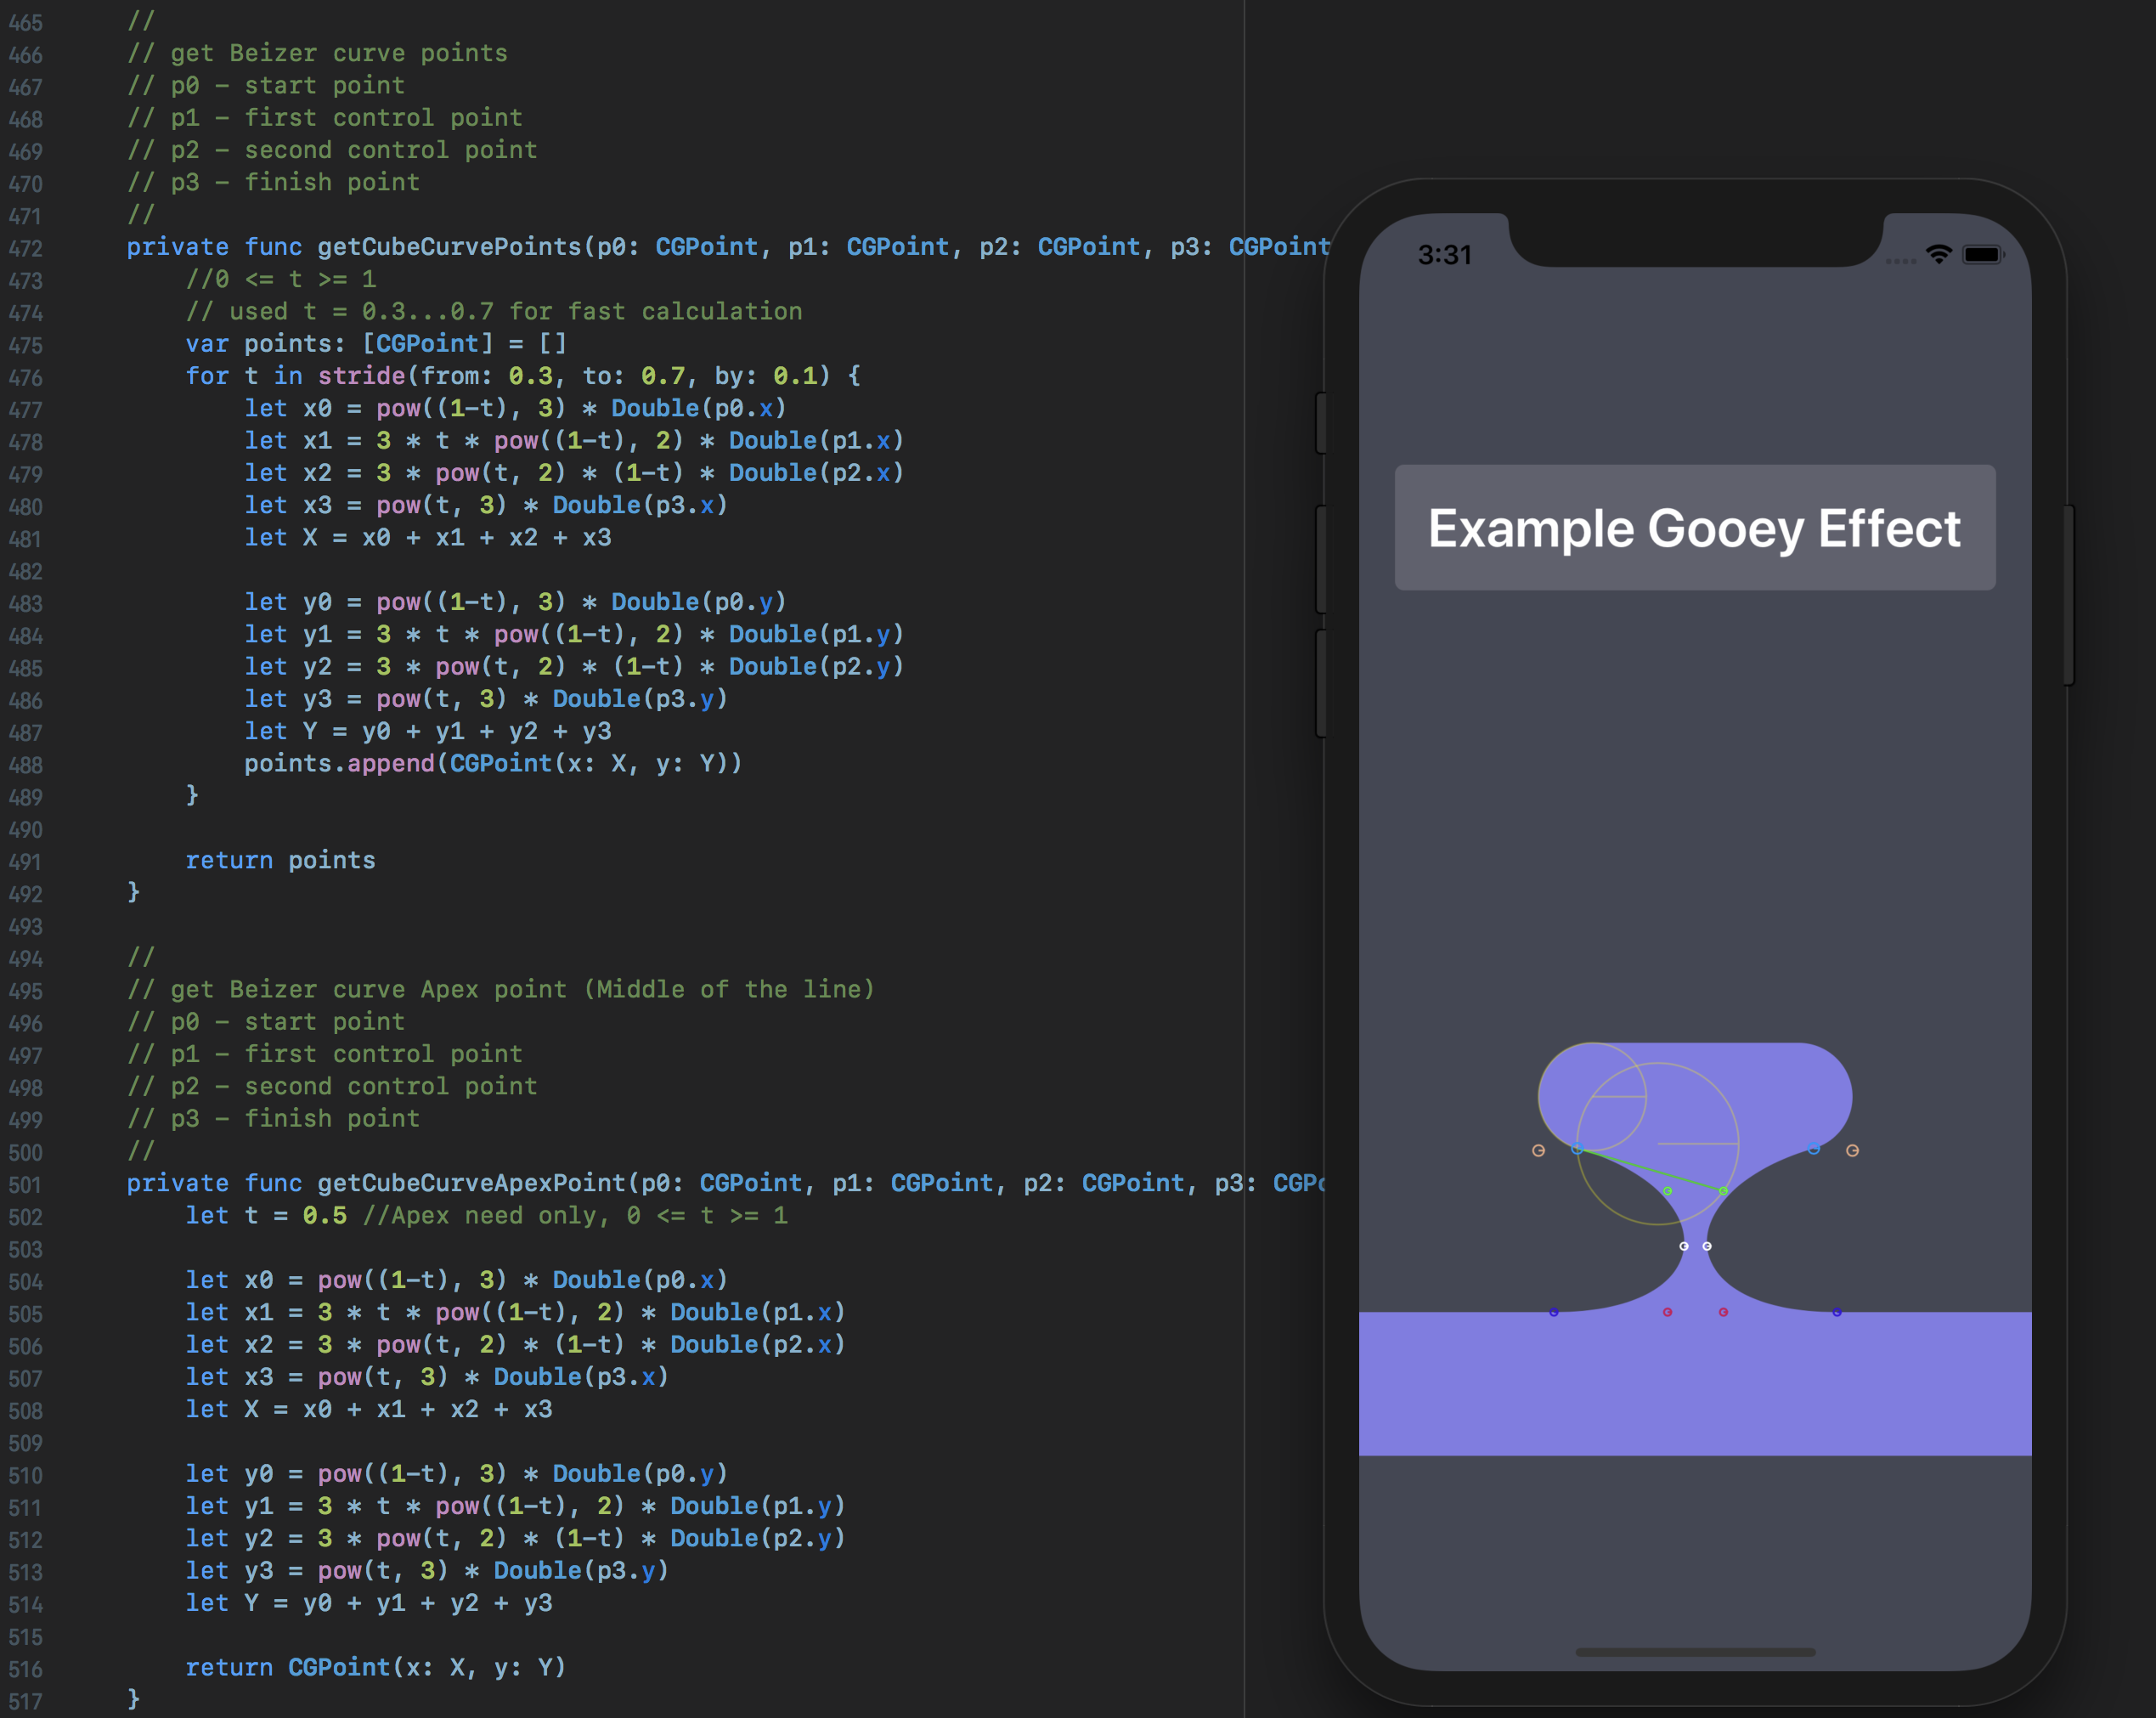 465 //
466 // get Beizer curve points
467 // p0 – start point
468 // p1 – first control point
469 // p2 – second control point
470 // p3 – finish point
471 //
472 private func getCubeCurvePoints(p0: CGPoint, p1: CGPoint, p2: CGPoint, p3: CGPoint
473 //0 <= t >= 1
474 // used t = 0.3...0.7 for fast calculation
475 var points: [CGPoint] = []
476 for t in stride(from: 0.3, to: 0.7, by: 0.1) {
477 let x0 = pow((1-t), 3) * Double(p0.x)
478 let x1 = 3 * t * pow((1-t), 2) * Double(p1.x)
479 let x2 = 3 * pow(t, 2) * (1-t) * Double(p2.x)
480 let x3 = pow(t, 3) * Double(p3.x)
481 let X = x0 + x1 + x2 + x3
482
483 let y0 = pow((1-t), 3) * Double(p0.y)
484 let y1 = 3 * t * pow((1-t), 2) * Double(p1.y)
485 let y2 = 3 * pow(t, 2) * (1-t) * Double(p2.y)
486 let y3 = pow(t, 3) * Double(p3.y)
487 let Y = y0 + y1 + y2 + y3
488 points.append(CGPoint(x: X, y: Y))
489 }
490
491 return points
492 }
493
494 //
495 // get Beizer curve Apex point (Middle of the line)
496 // p0 – start point
497 // p1 – first control point
498 // p2 – second control point
499 // p3 – finish point
500 //
501 private func getCubeCurveApexPoint(p0: CGPoint, p1: CGPoint, p2: CGPoint, p3: CGPo
502 let t = 0.5 //Apex need only, 0 <= t >= 1
503
504 let x0 = pow((1-t), 3) * Double(p0.x)
505 let x1 = 3 * t * pow((1-t), 2) * Double(p1.x)
506 let x2 = 3 * pow(t, 2) * (1-t) * Double(p2.x)
507 let x3 = pow(t, 3) * Double(p3.x)
508 let X = x0 + x1 + x2 + x3
509
510 let y0 = pow((1-t), 3) * Double(p0.y)
511 let y1 = 3 * t * pow((1-t), 2) * Double(p1.y)
512 let y2 = 3 * pow(t, 2) * (1-t) * Double(p2.y)
513 let y3 = pow(t, 3) * Double(p3.y)
514 let Y = y0 + y1 + y2 + y3
515
516 return CGPoint(x: X, y: Y)
517 }
3:31
Example Gooey Effect